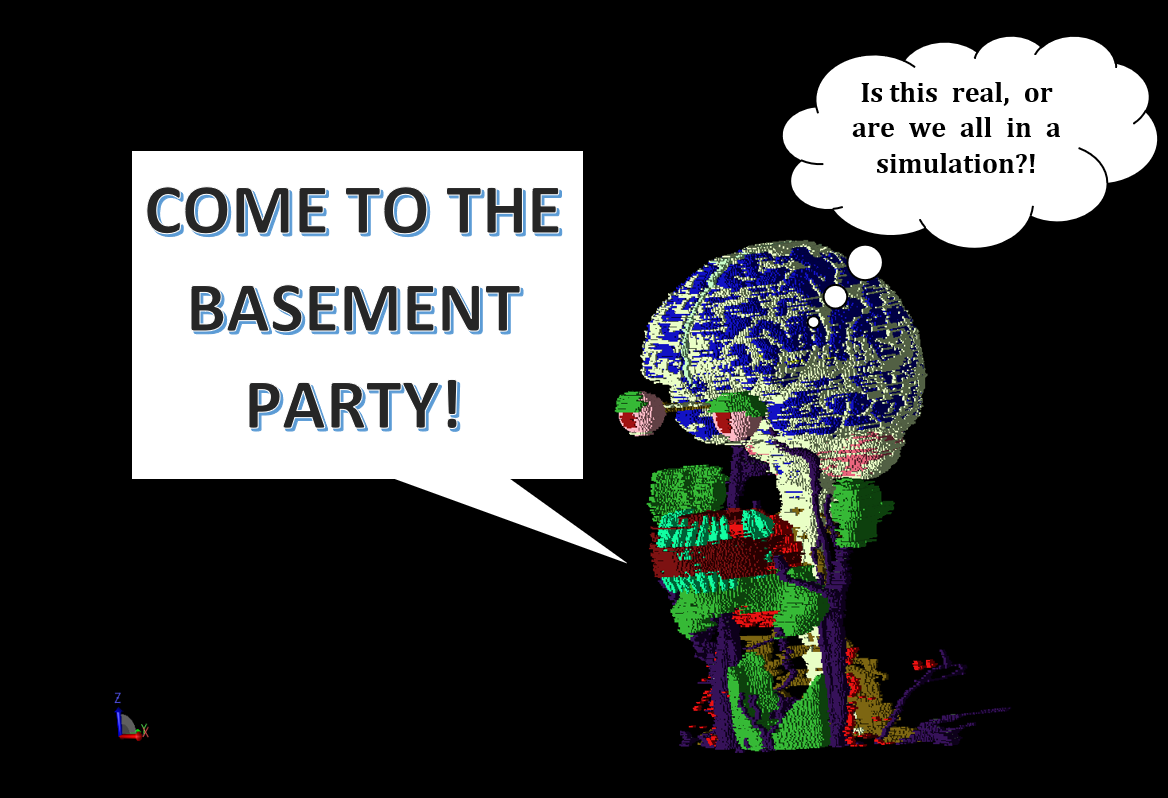 Is this real, or
are we all in a
simulation?!
COME TO THE
BASEMENT
PARTY!
Z
Y
X